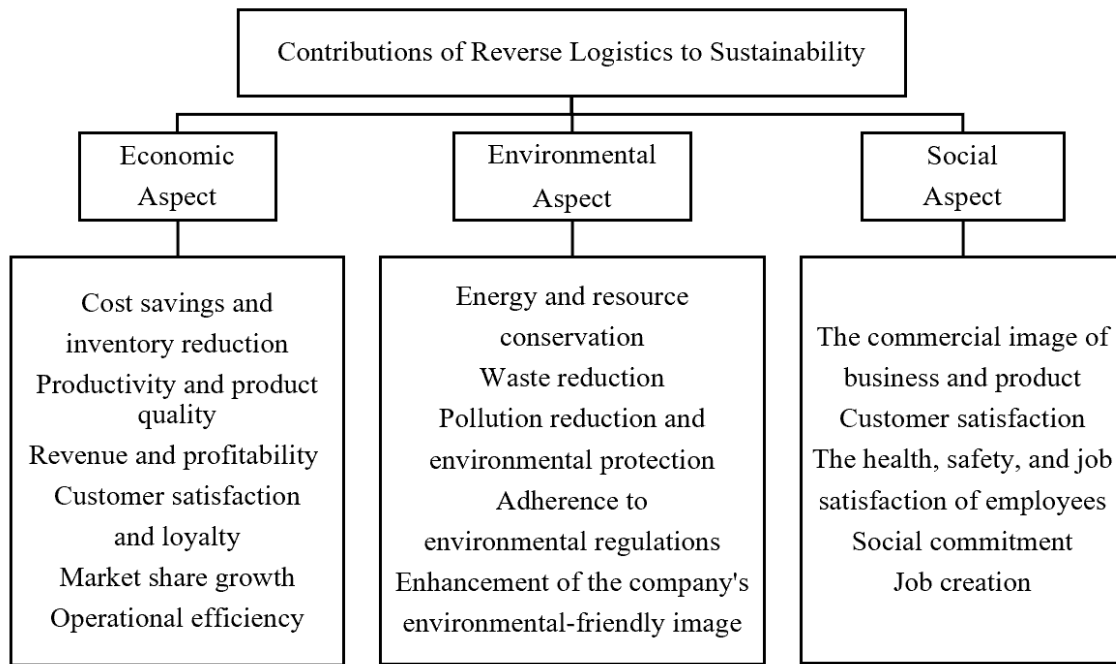 Contributions of Reverse Logistics to Sustainability
Economic
Aspect
Environmental
Aspect
Social
Aspect
Cost savings and
inventory reduction
Productivity and product
quality
Revenue and profitability
Customer satisfaction
and loyalty
Market share growth
Operational efficiency
Energy and resource
conservation
Waste reduction
Pollution reduction and
environmental protection
Adherence to
environmental regulations
Enhancement of the company's
environmental-friendly image
The commercial image of
business and product
Customer satisfaction
The health, safety, and job
satisfaction of employees
Social commitment
Job creation